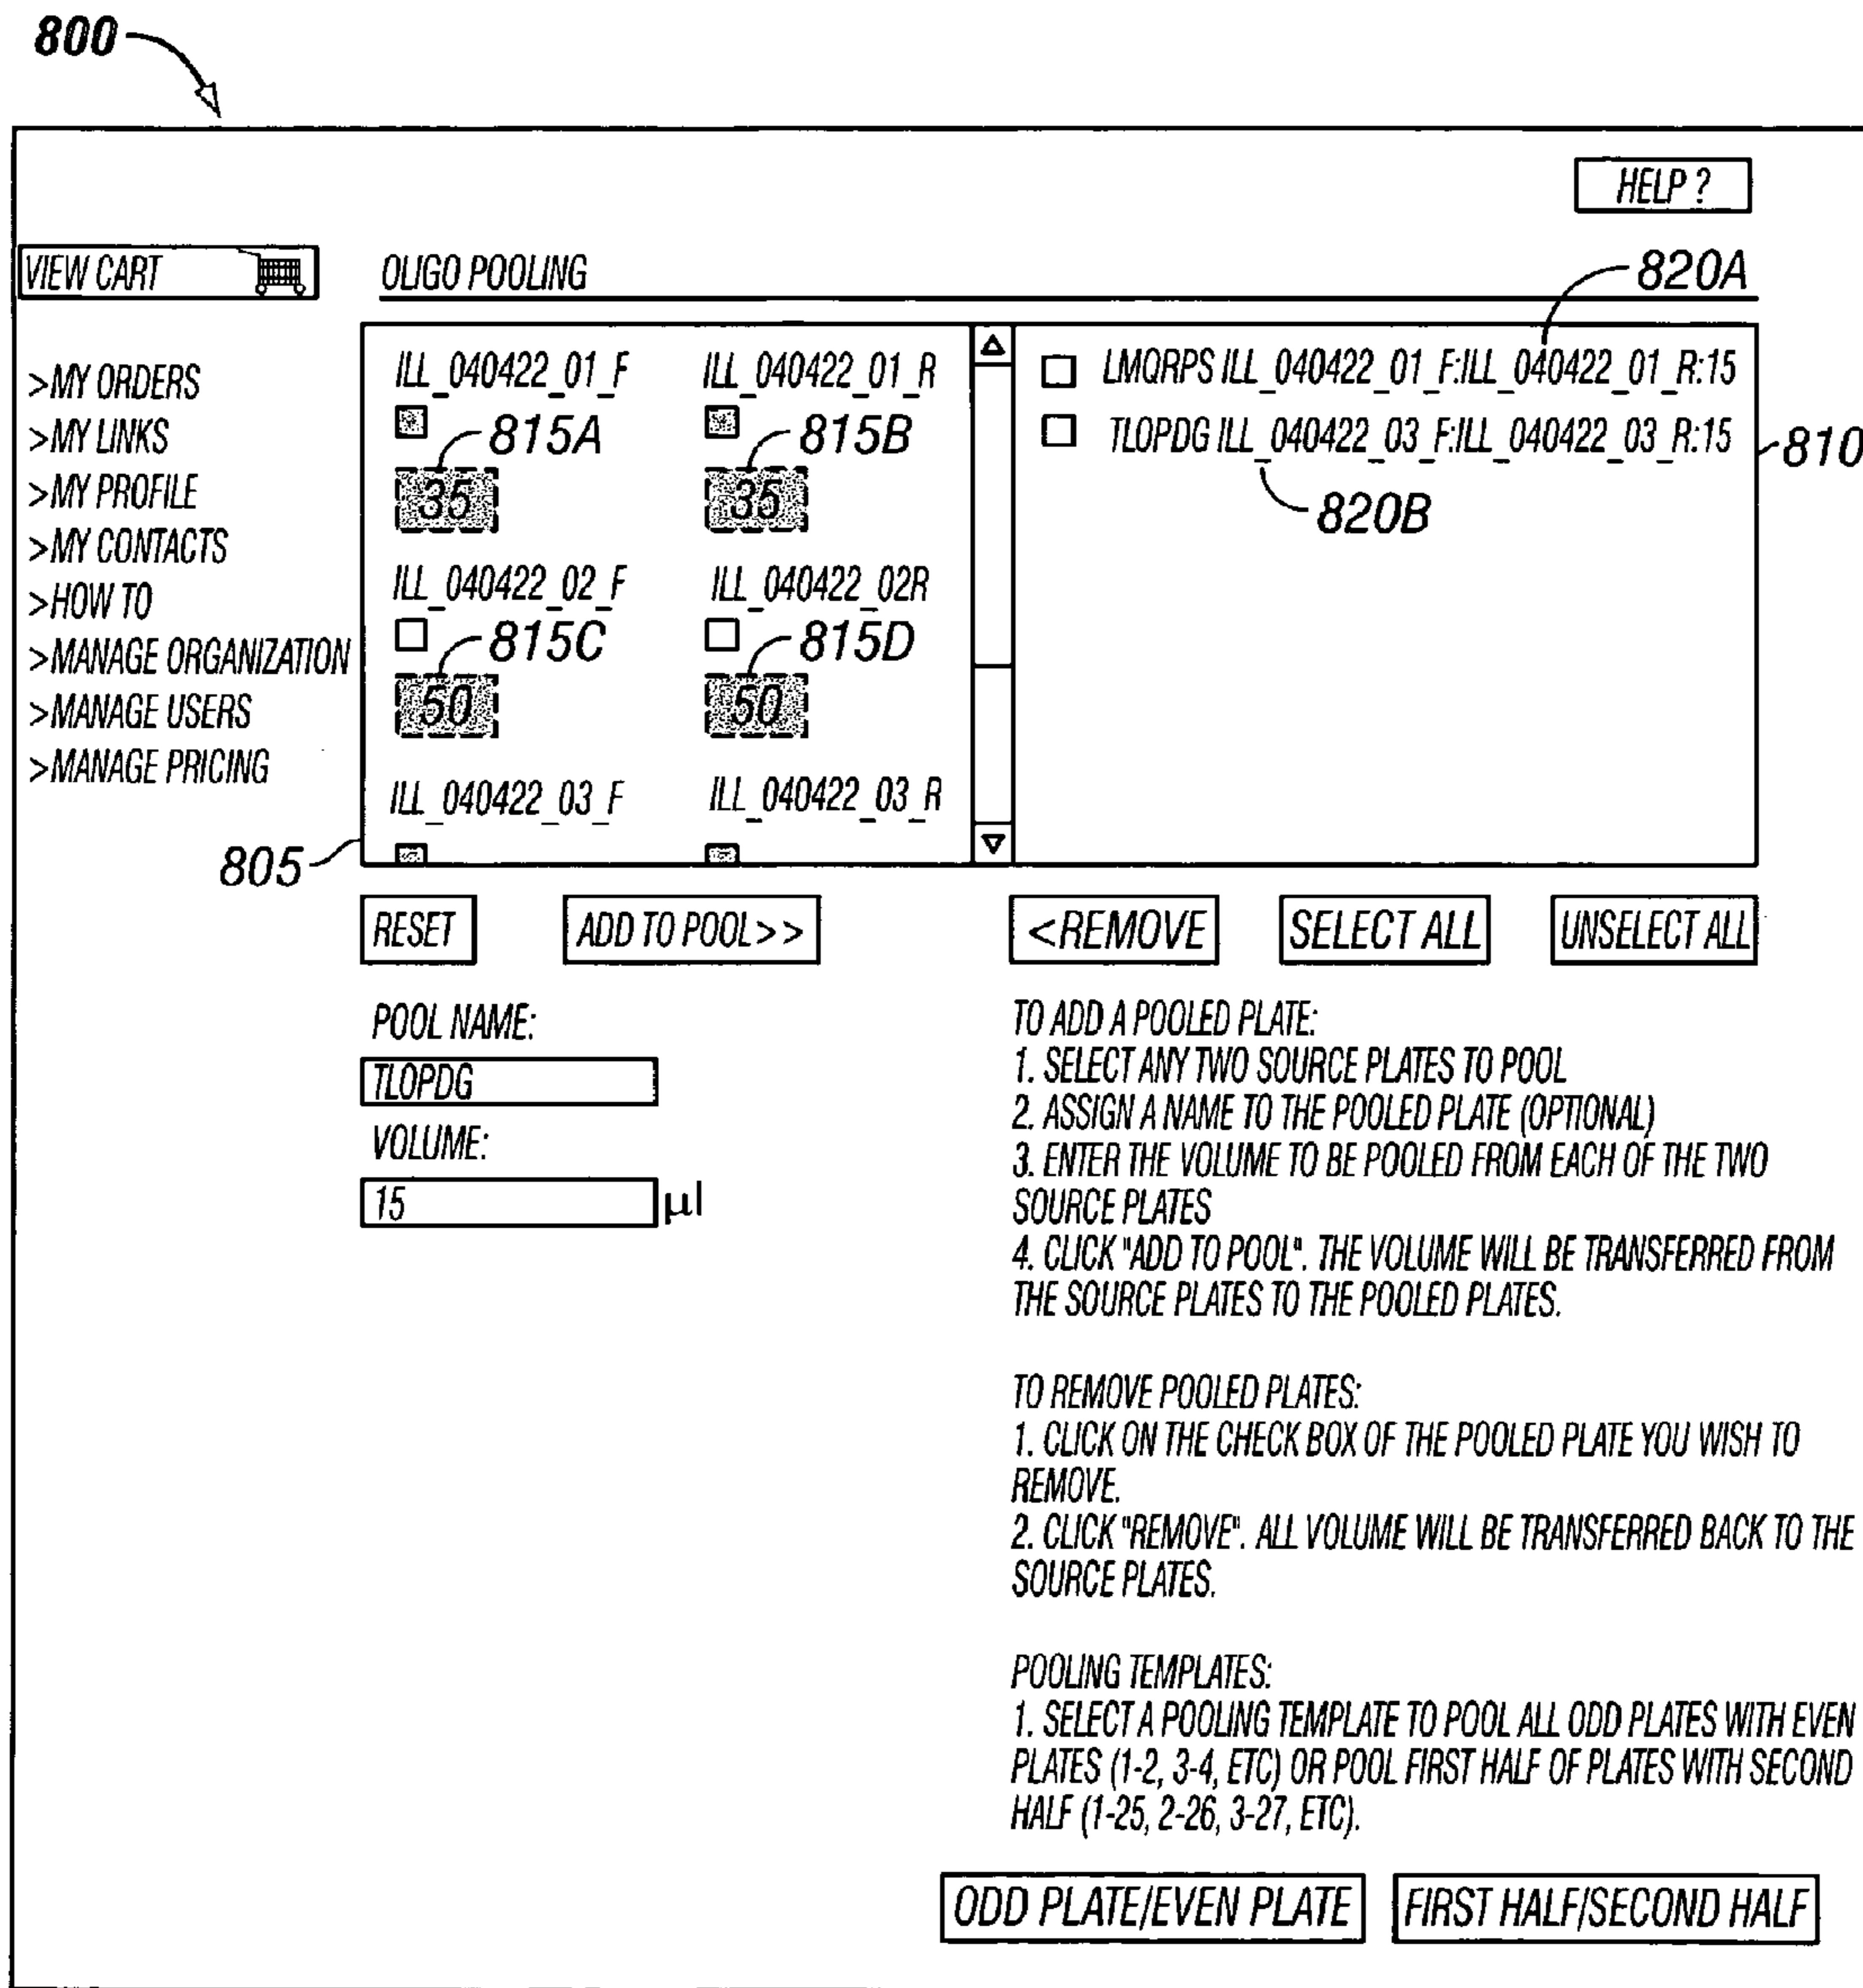 800
HELP ?
VIEW CART
OLIGO POOLING
820A
>MY ORDERS
>MY LINKS
>MY PROFILE
>MY CONTACTS
>HOW TO
>MANAGE ORGANIZATION
>MANAGE USERS
>MANAGE PRICING
ILL_040422_01_F ILL_040422_01_R
815A 815B
35 35
ILL_040422_02_F ILL_040422_02R
815C 815D
50 50
ILL_040422_03_F ILL_040422_03_R
805
LMQRPS ILL_040422_01_F:ILL_040422_01_R:15
TLOPDG ILL_040422_03_F:ILL_040422_03_R:15
810
820B
RESET ADD TO POOL>> <REMOVE SELECT ALL UNSELECT ALL
POOL NAME:
TLOPDG
VOLUME:
15 µl
TO ADD A POOLED PLATE:
1. SELECT ANY TWO SOURCE PLATES TO POOL
2. ASSIGN A NAME TO THE POOLED PLATE (OPTIONAL)
3. ENTER THE VOLUME TO BE POOLED FROM EACH OF THE TWO
SOURCE PLATES
4. CLICK "ADD TO POOL". THE VOLUME WILL BE TRANSFERRED FROM
THE SOURCE PLATES TO THE POOLED PLATES.
TO REMOVE POOLED PLATES:
1. CLICK ON THE CHECK BOX OF THE POOLED PLATE YOU WISH TO
REMOVE.
2. CLICK "REMOVE". ALL VOLUME WILL BE TRANSFERRED BACK TO THE
SOURCE PLATES.
POOLING TEMPLATES:
1. SELECT A POOLING TEMPLATE TO POOL ALL ODD PLATES WITH EVEN
PLATES (1-2, 3-4, ETC) OR POOL FIRST HALF OF PLATES WITH SECOND
HALF (1-25, 2-26, 3-27, ETC).
ODD PLATE/EVEN PLATE FIRST HALF/SECOND HALF